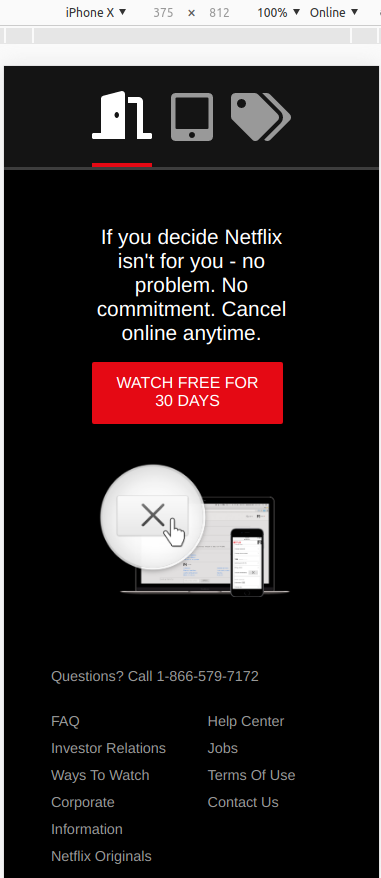 iPhone X ▼ 375 × 812 100% ▼ Online ▼
If you decide Netflix
isn't for you - no
problem. No
commitment. Cancel
online anytime.
WATCH FREE FOR
30 DAYS
Questions? Call 1-866-579-7172
FAQ
Help Center
Investor Relations
Jobs
Ways To Watch
Terms Of Use
Corporate
Information
Contact Us
Netflix Originals